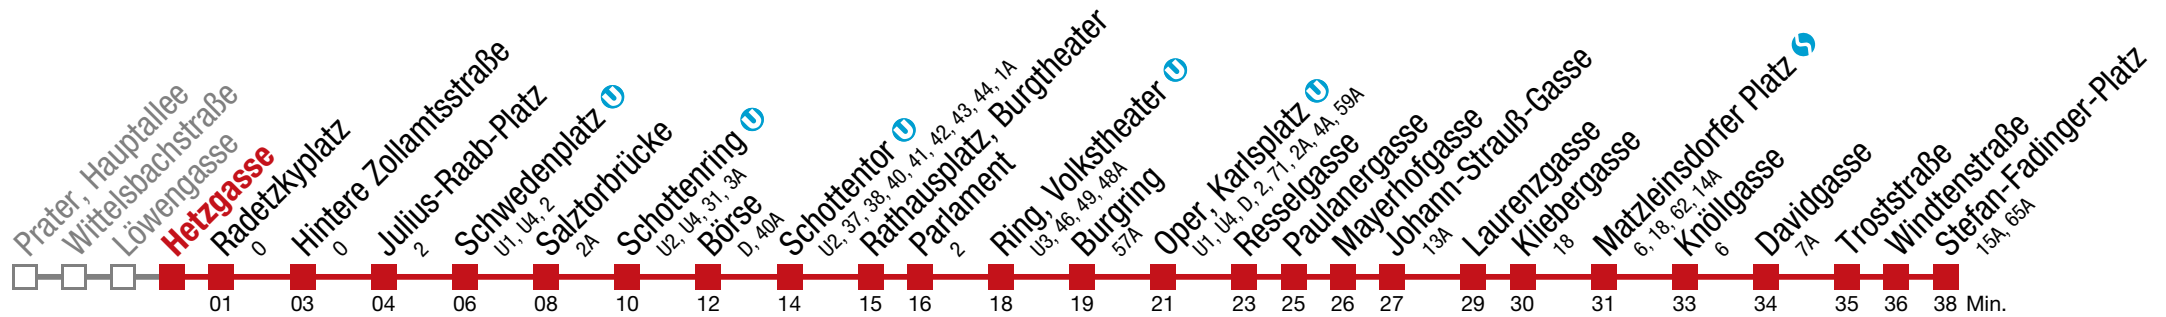 Prater, Hauptallee
Wittelsbachstraße
Löwengasse
Hetzgasse
Radetzkyplatz
O
Hintere Zollamtsstraße
O
Julius-Raab-Platz
2
Schwedenplatz U
U1, U4, 2
Salztorbrücke
2A
Schottenring U
U2, U4, 31, 3A
Börse
D, 40A
Schottentor U
U2, 37, 38, 40, 41, 42, 43, 44, 1A
Rathausplatz, Burgtheater
Parlament
2
Ring, Volkstheater U
U3, 46, 49, 48A
Burgring
57A
Oper, Karlsplatz U
U1, U4, D, 2, 71, 2A, 4A, 59A
Resselgasse
Paulanergasse
Mayerhofgasse
Johann-Strauß-Gasse
13A
Laurenzgasse
Kliebergasse
18
Matzleinsdorfer Platz S
6, 18, 62, 14A
Knöllgasse
6
Davidgasse
7A
Troststraße
Windtenstraße
Stefan-Fadinger-Platz
15A, 65A
01 03 04 06 08 10 12 14 15 16 18 19 21 23 25 26 27 29 30 31 33 34 35 36 38 Min.